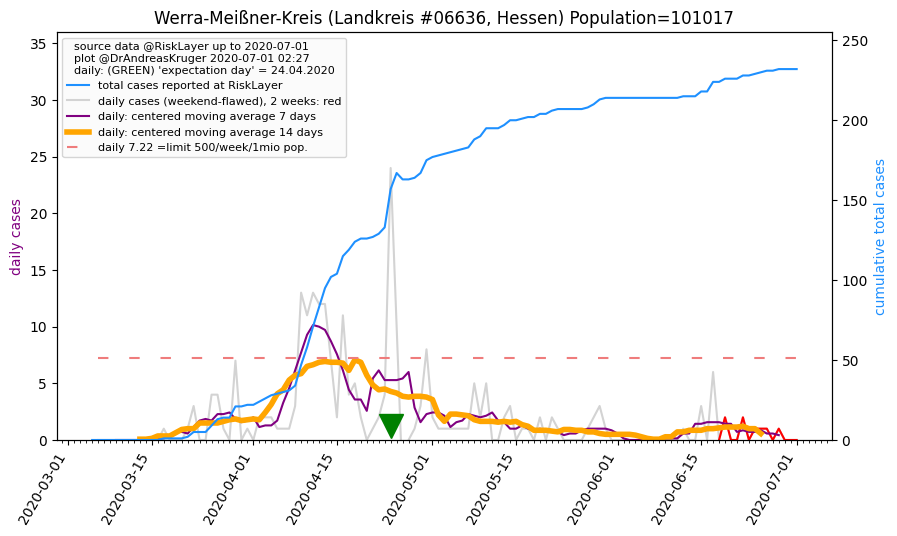 Werra-Meißner-Kreis (Landkreis #06636, Hessen) Population=101017
source data @RiskLayer up to 2020-07-01
plot @DrAndreasKruger 2020-07-01 02:27
daily: (GREEN) 'expectation day' = 24.04.2020
total cases reported at RiskLayer
daily cases (weekend-flawed), 2 weeks: red
daily: centered moving average 7 days
daily: centered moving average 14 days
daily 7.22 =limit 500/week/1mio pop.
daily cases
35
30
25
20
15
10
5
0
cumulative total cases
250
200
150
100
50
0
2020-03-01
2020-03-15
2020-04-01
2020-04-15
2020-05-01
2020-05-15
2020-06-01
2020-06-15
2020-07-01